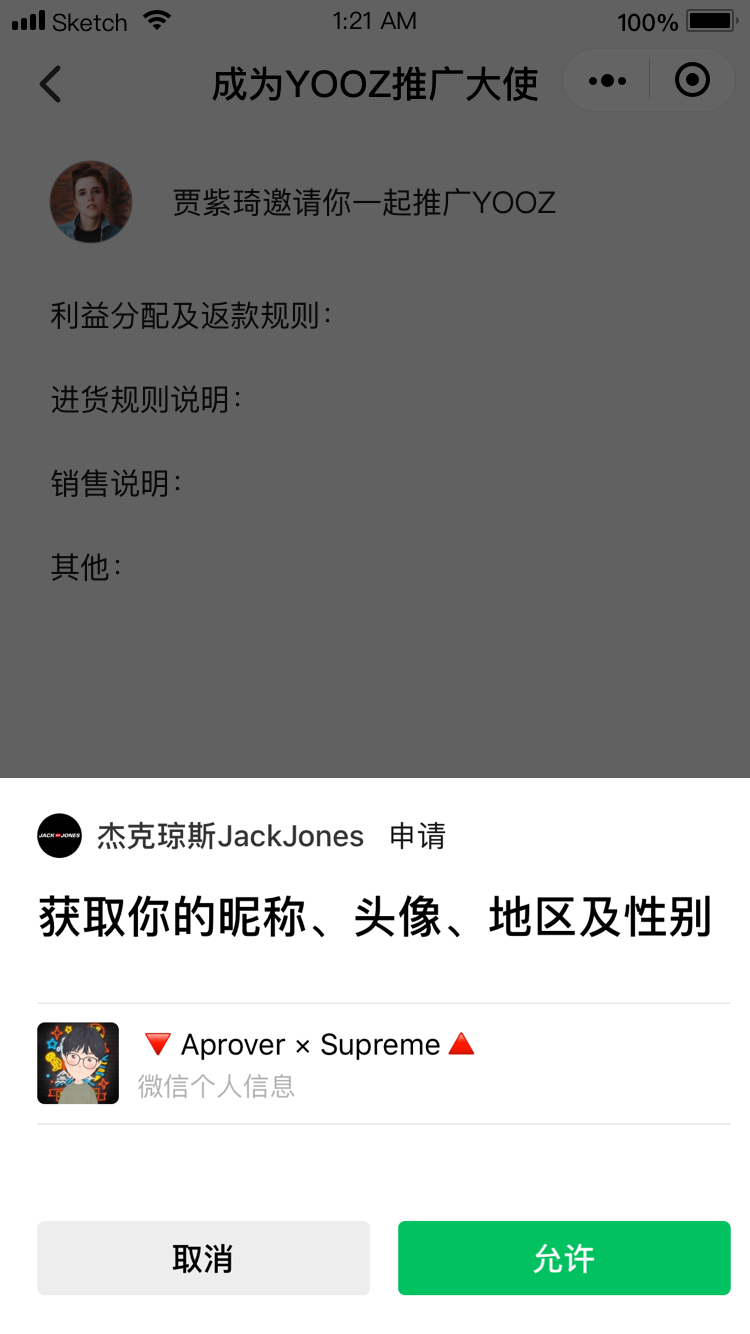 Sketch 1:21 AM 100%
成为YOOZ推广大使
贾紫琦邀请你一起推广YOOZ
利益分配及返款规则：
进货规则说明：
销售说明：
其他：
JACK JONES 杰克琼斯JackJones 申请
获取你的昵称、头像、地区及性别
🔻 Aprover × Supreme 🔺
微信个人信息
取消 允许